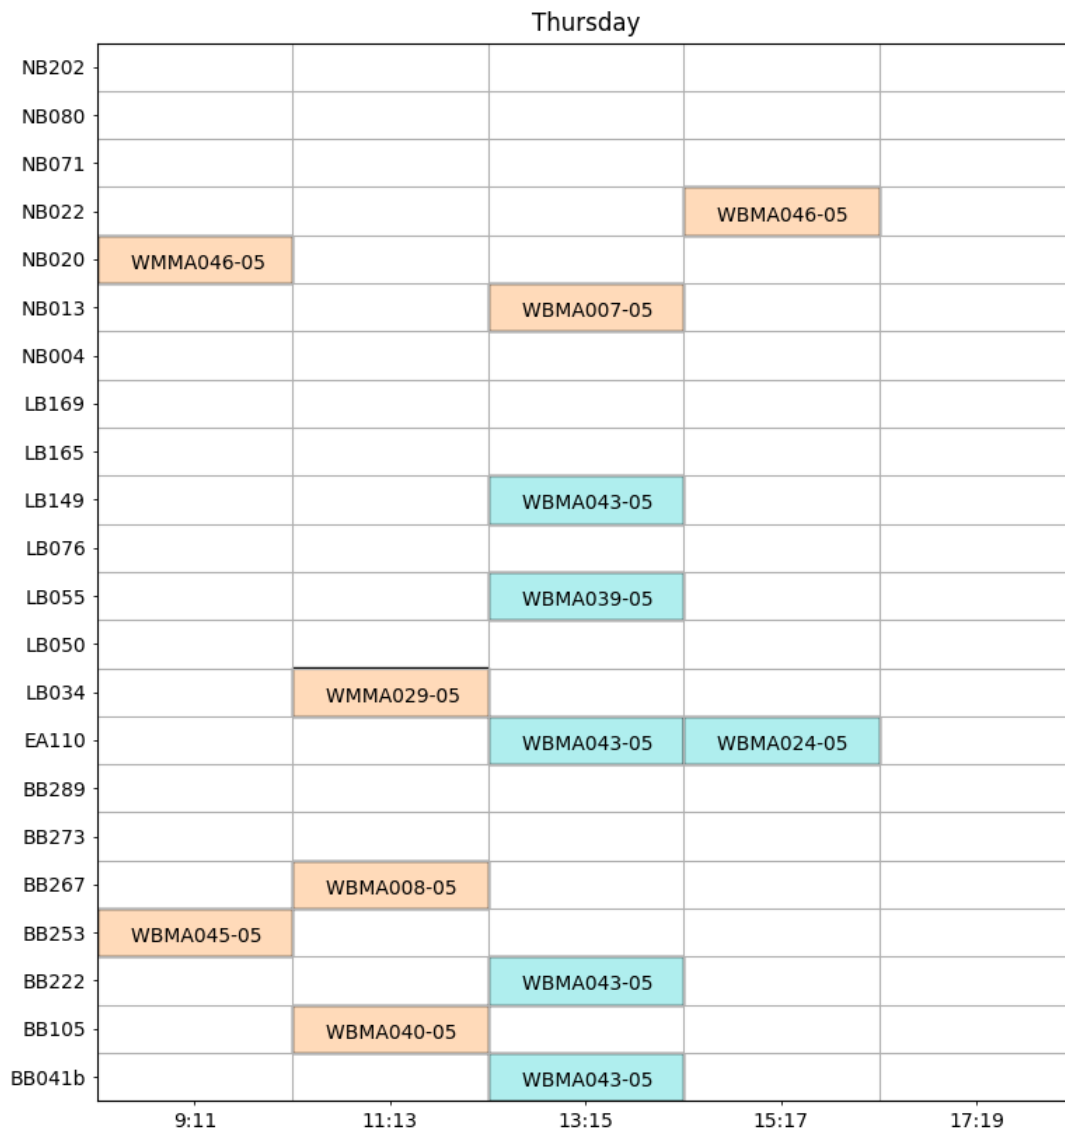 Thursday
NB202
NB080
NB071
NB022 WBMA046-05
NB020 WMMA046-05
NB013 WBMA007-05
NB004
LB169
LB165
LB149 WBMA043-05
LB076
LB055 WBMA039-05
LB050
LB034 WMMA029-05
EA110 WBMA043-05 WBMA024-05
BB289
BB273
BB267 WBMA008-05
BB253 WBMA045-05
BB222 WBMA043-05
BB105 WBMA040-05
BB041b WBMA043-05
9:11 11:13 13:15 15:17 17:19